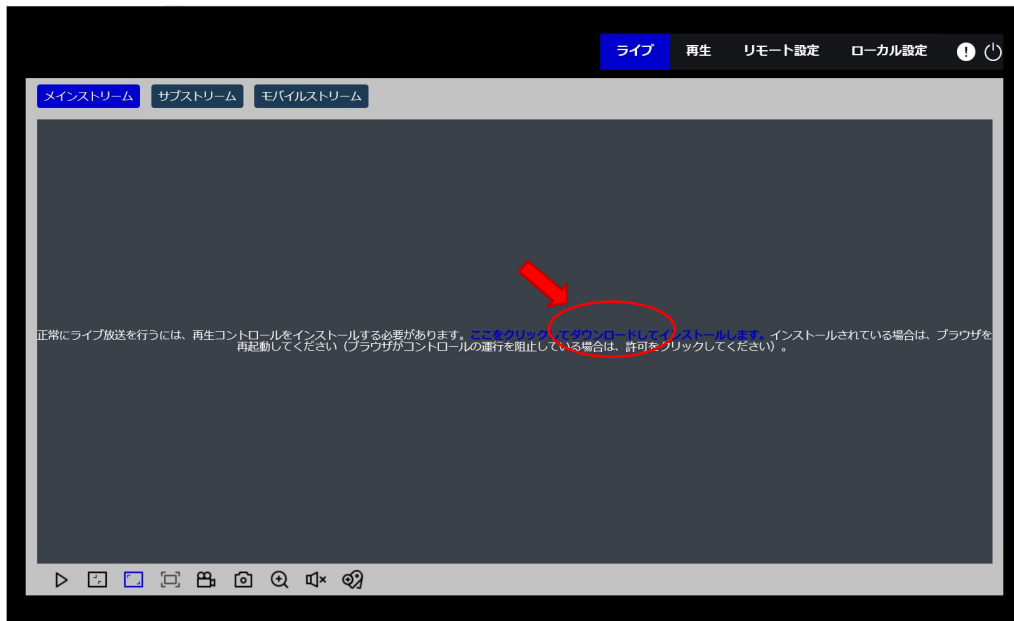 ライブ 再生 リモート設定 ローカル設定
メインストリーム サブストリーム モバイルストリーム
正常にライブ放送を行うには、再生コントロールをインストールする必要があります。ここをクリックしてダウンロードしてインストールします。インストールされている場合は、ブラウザを
再起動してください（ブラウザがコントロールの運行を阻止している場合は、許可をクリックしてください）。